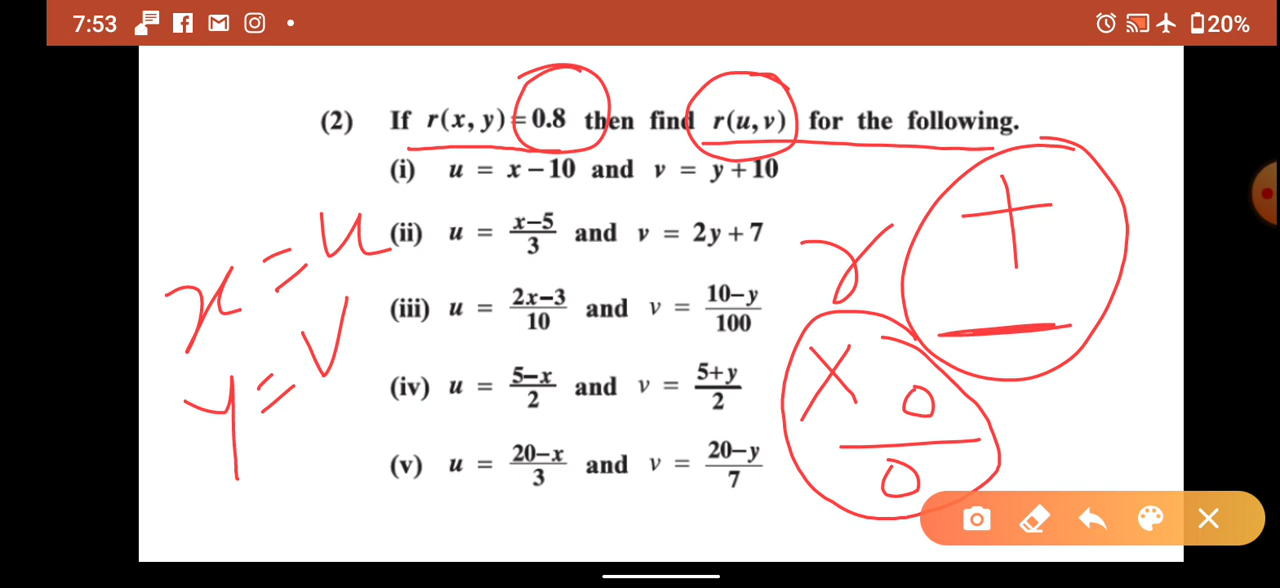 7:53 20%
(2) If r(x, y) = 0.8 then find r(u, v) for the following.
(i) u = x − 10 and v = y + 10
(ii) u = x−5/3 and v = 2y + 7
(iii) u = 2x−3/10 and v = 10−y/100
(iv) u = 5−x/2 and v = 5+y/2
(v) u = 20−x/3 and v = 20−y/7
x = u
y = v
r
+
−
× 0/0